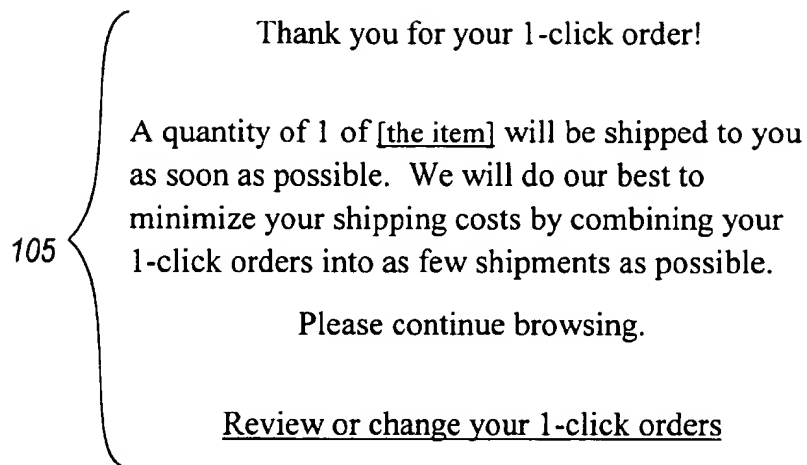 Thank you for your 1-click order!
A quantity of 1 of [the item] will be shipped to you
as soon as possible. We will do our best to
minimize your shipping costs by combining your
1-click orders into as few shipments as possible.
105
Please continue browsing.
Review or change your 1-click orders